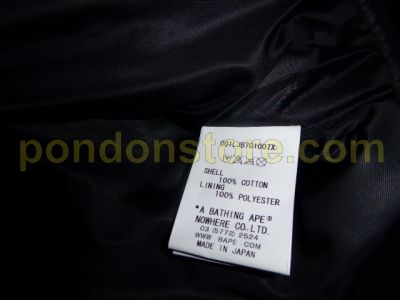 001LJB701007X
SHELL
100% COTTON
LINING
100% POLYESTER
*A BATHING APE®
NOWHERE CO.,LTD.
03 (5772) 2524
WWW. BAPE. COM
MADE IN JAPAN
pondonstore.com